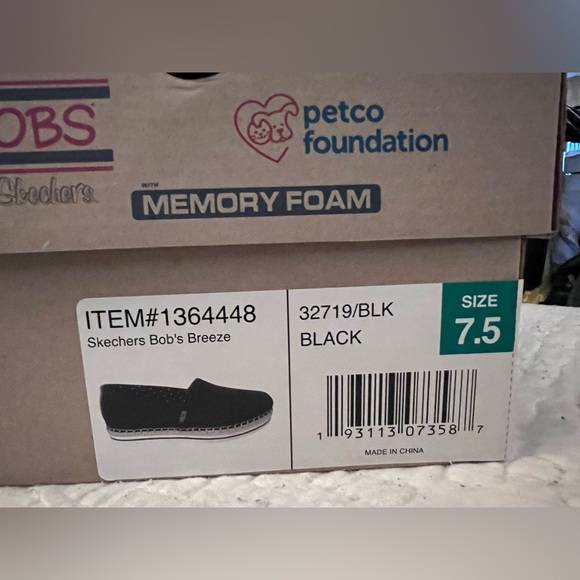 OBS
Skechers
petco
foundation
WITH
MEMORY FOAM
ITEM#1364448
Skechers Bob's Breeze
32719/BLK
BLACK
SIZE
7.5
1 93113 07358 7
MADE IN CHINA